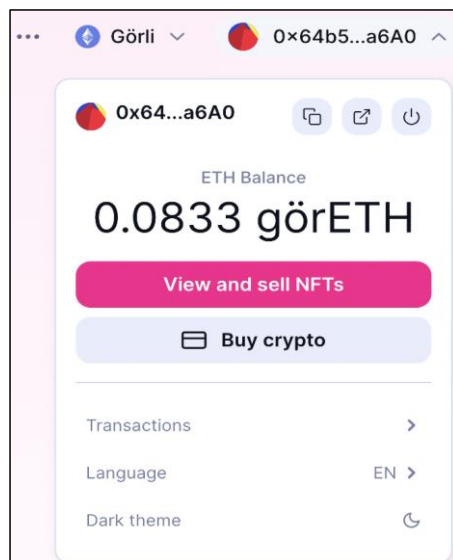 ... Görli 0×64b5...a6A0
0x64...a6A0
ETH Balance
0.0833 görETH
View and sell NFTs
Buy crypto
Transactions
Language EN
Dark theme